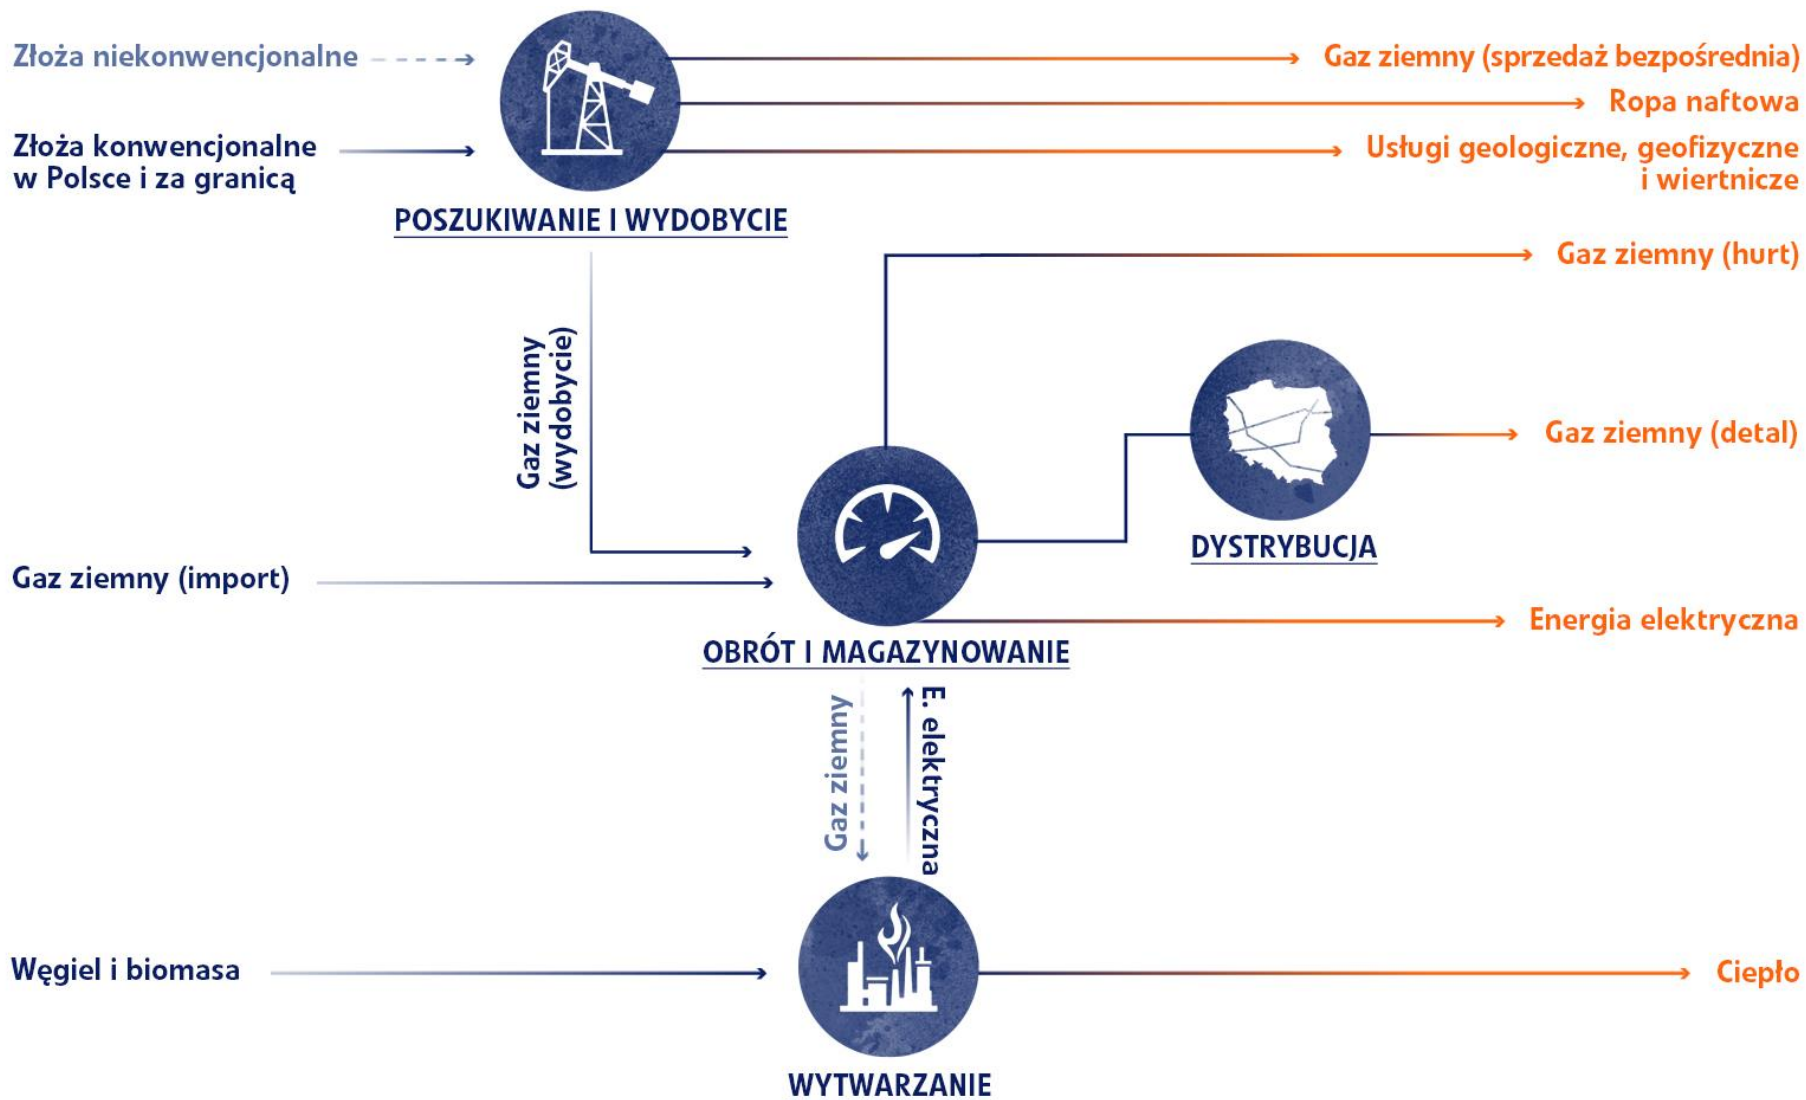 Złoża niekonwencjonalne
Gaz ziemny (sprzedaż bezpośrednia)
Ropa naftowa
Złoża konwencjonalne
w Polsce i za granicą
Usługi geologiczne, geofizyczne
i wiertnicze
POSZUKIWANIE I WYDOBYCIE
Gaz ziemny (hurt)
Gaz ziemny
(wydobycie)
Gaz ziemny (detal)
DYSTRYBUCJA
Gaz ziemny (import)
Energia elektryczna
OBRÓT I MAGAZYNOWANIE
Gaz ziemny
E. elektryczna
Węgiel i biomasa
Ciepło
WYTWARZANIE